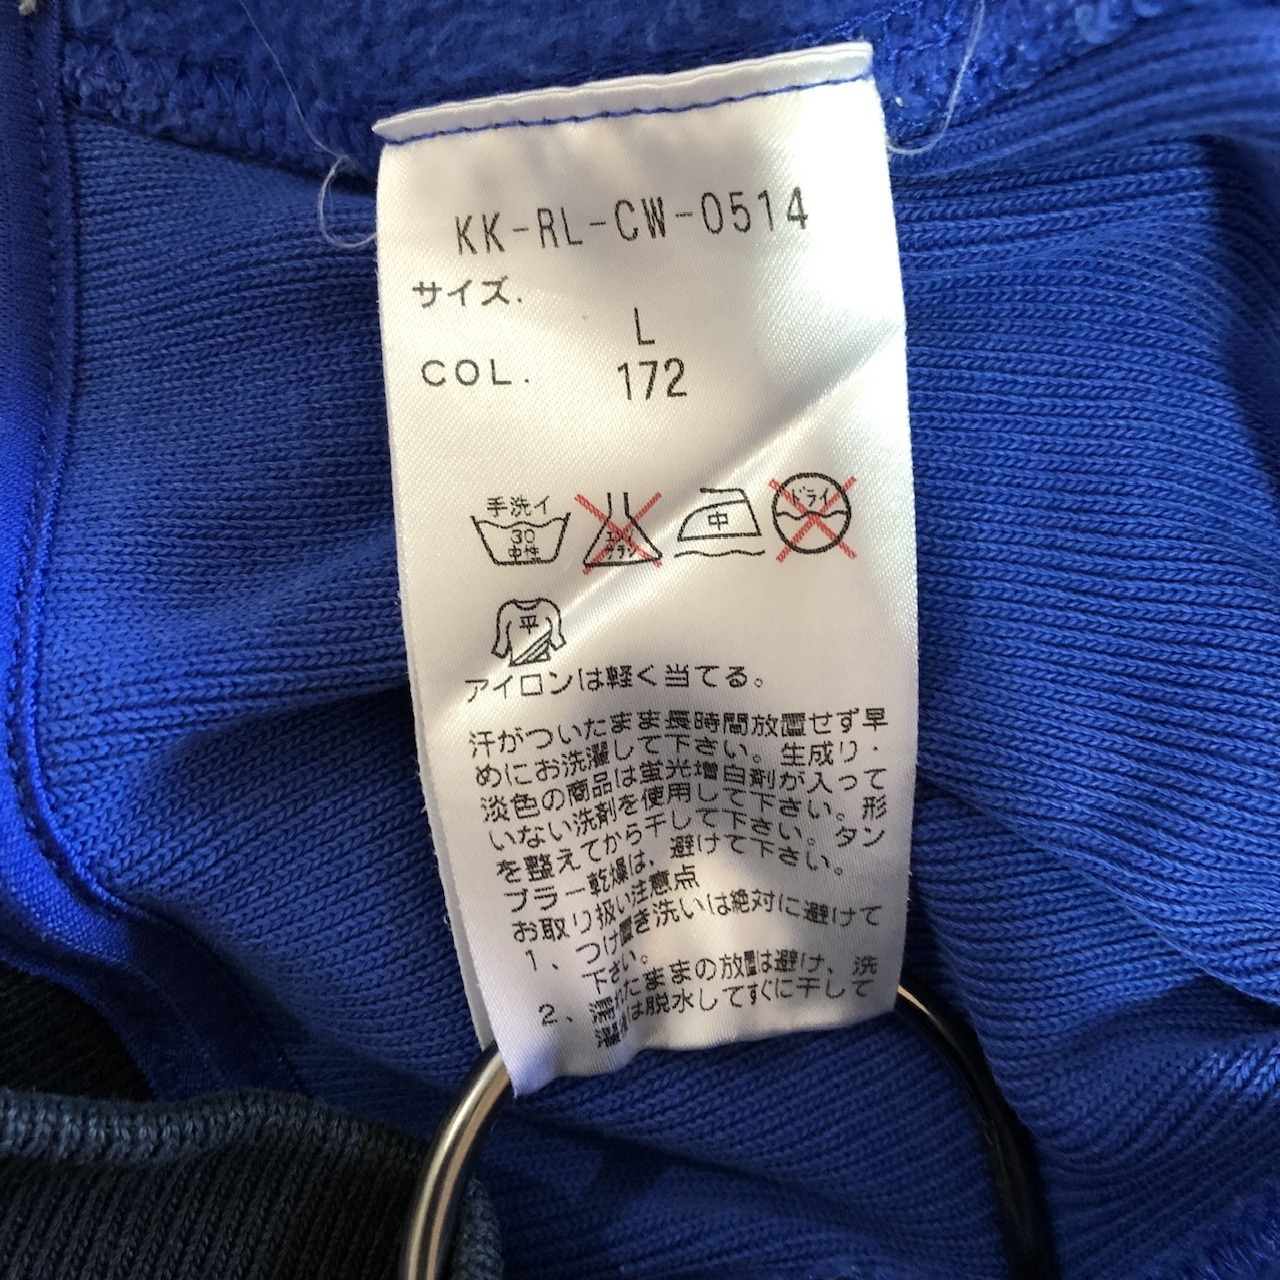 KK-RL-CW-0514
サイズ.
L
COL. 172
手洗イ
30
中性
エンソ
サラシ
中
ドライ
平
アイロンは軽く当てる。
汗がついたまま長時間放置せず早
めにお洗濯して下さい。生成り・
淡色の商品は蛍光増白剤が入って
いない洗剤を使用して下さい。形
を整えてから干して下さい。タン
ブラー乾燥は、避けて下さい。
お取り扱い注意点
1、つけ置き洗いは絶対に避けて
下さい。
2、濡れたままの放置は避け、洗
濯後は脱水してすぐに干して